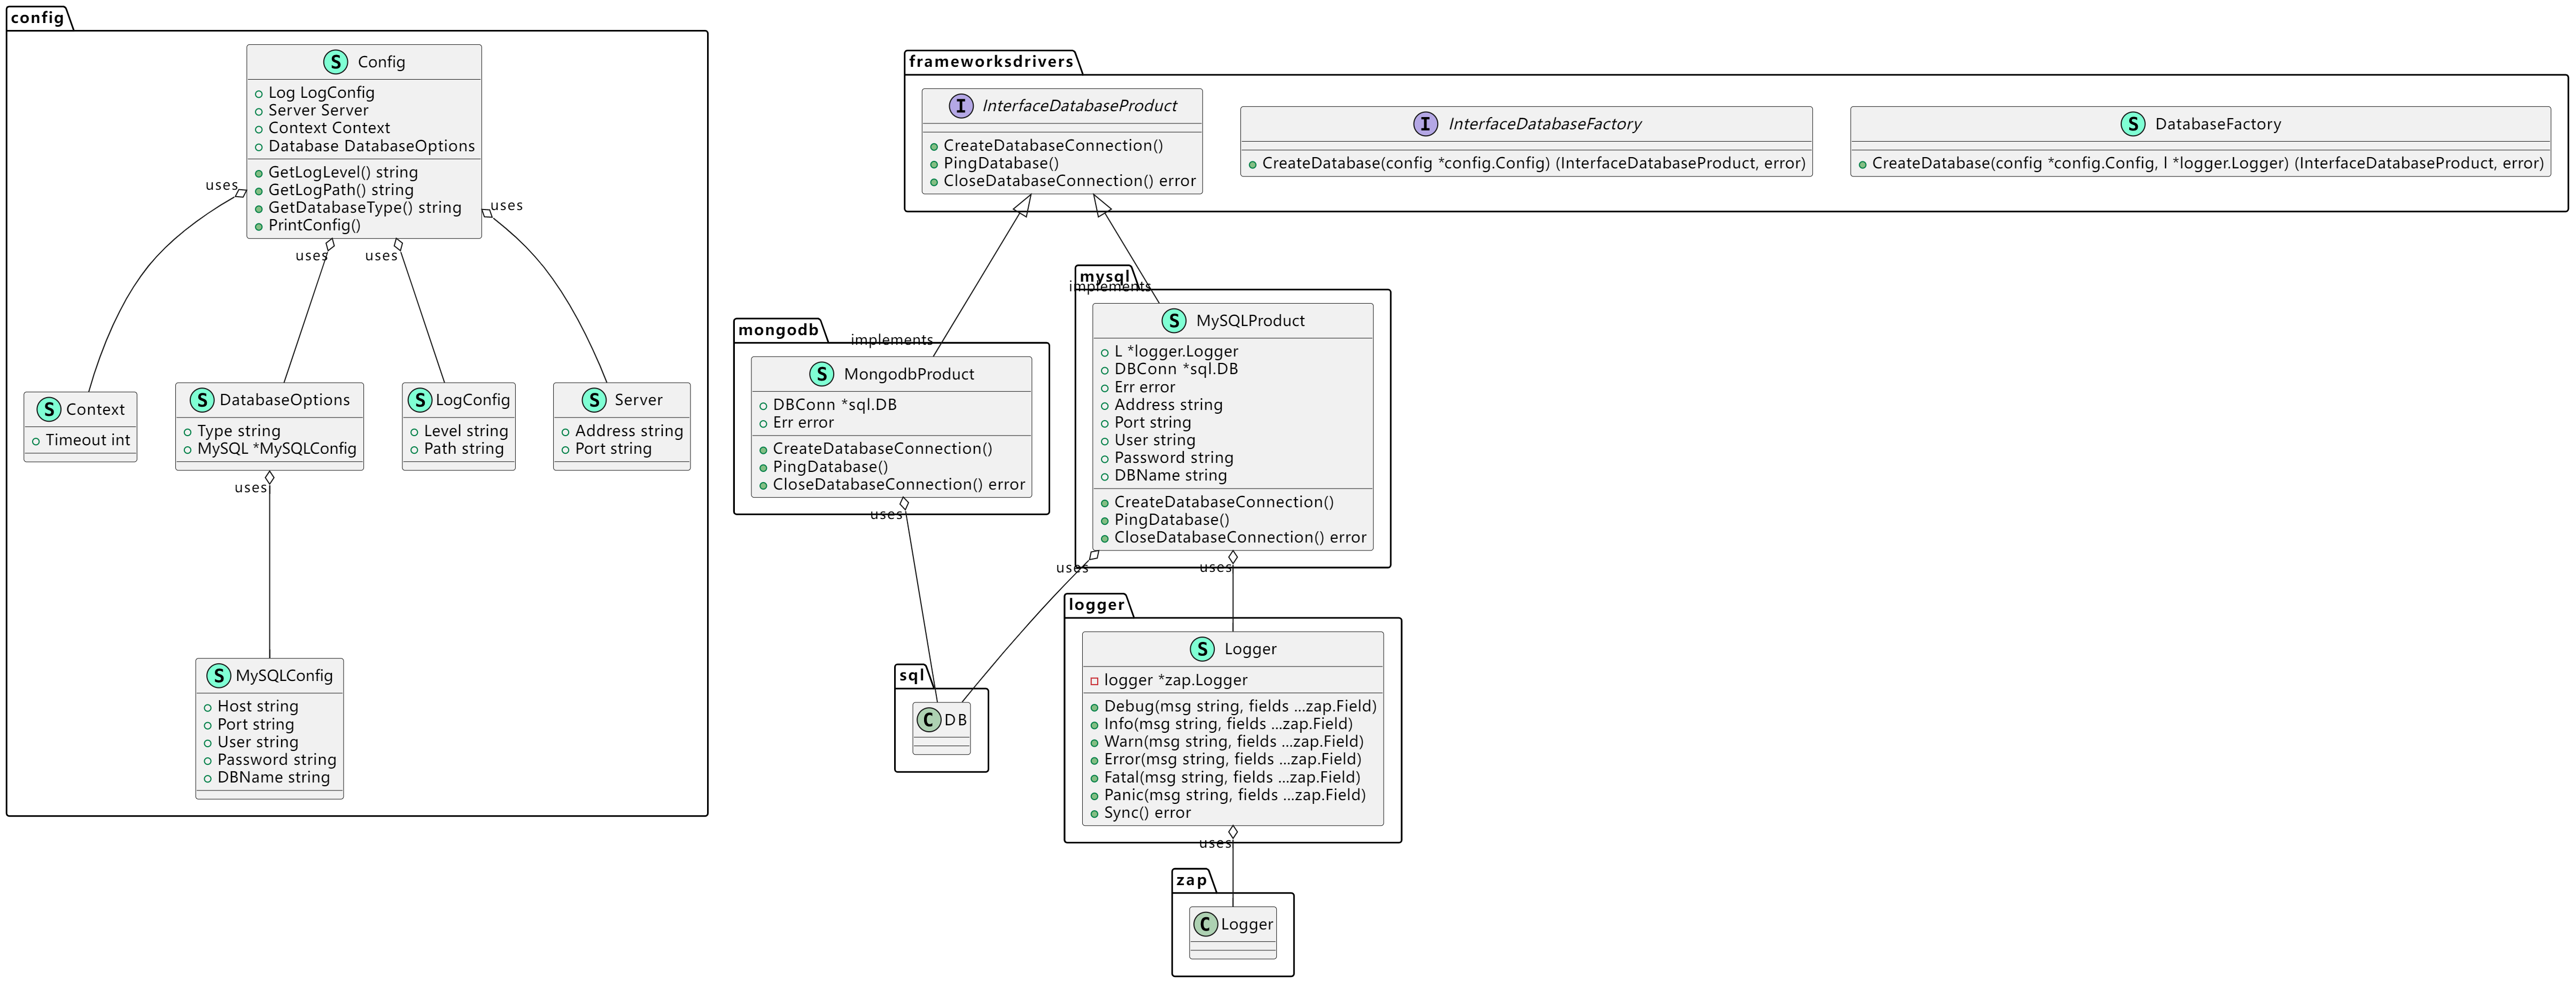 config
S Config
Log LogConfig
Server Server
Context Context
Database DatabaseOptions
GetLogLevel() string
GetLogPath() string
GetDatabaseType() string
PrintConfig()
uses
uses
uses
uses
S Context
Timeout int
S DatabaseOptions
Type string
MySQL *MySQLConfig
S LogConfig
Level string
Path string
S Server
Address string
Port string
uses
S MySQLConfig
Host string
Port string
User string
Password string
DBName string
frameworksdrivers
I InterfaceDatabaseProduct
CreateDatabaseConnection()
PingDatabase()
CloseDatabaseConnection() error
I InterfaceDatabaseFactory
CreateDatabase(config *config.Config) (InterfaceDatabaseProduct, error)
S DatabaseFactory
CreateDatabase(config *config.Config, l *logger.Logger) (InterfaceDatabaseProduct, error)
mongodb
implements
S MongodbProduct
DBConn *sql.DB
Err error
CreateDatabaseConnection()
PingDatabase()
CloseDatabaseConnection() error
uses
mysql
implements
S MySQLProduct
L *logger.Logger
DBConn *sql.DB
Err error
Address string
Port string
User string
Password string
DBName string
CreateDatabaseConnection()
PingDatabase()
CloseDatabaseConnection() error
uses
uses
sql
C DB
logger
S Logger
logger *zap.Logger
Debug(msg string, fields ...zap.Field)
Info(msg string, fields ...zap.Field)
Warn(msg string, fields ...zap.Field)
Error(msg string, fields ...zap.Field)
Fatal(msg string, fields ...zap.Field)
Panic(msg string, fields ...zap.Field)
Sync() error
uses
zap
C Logger